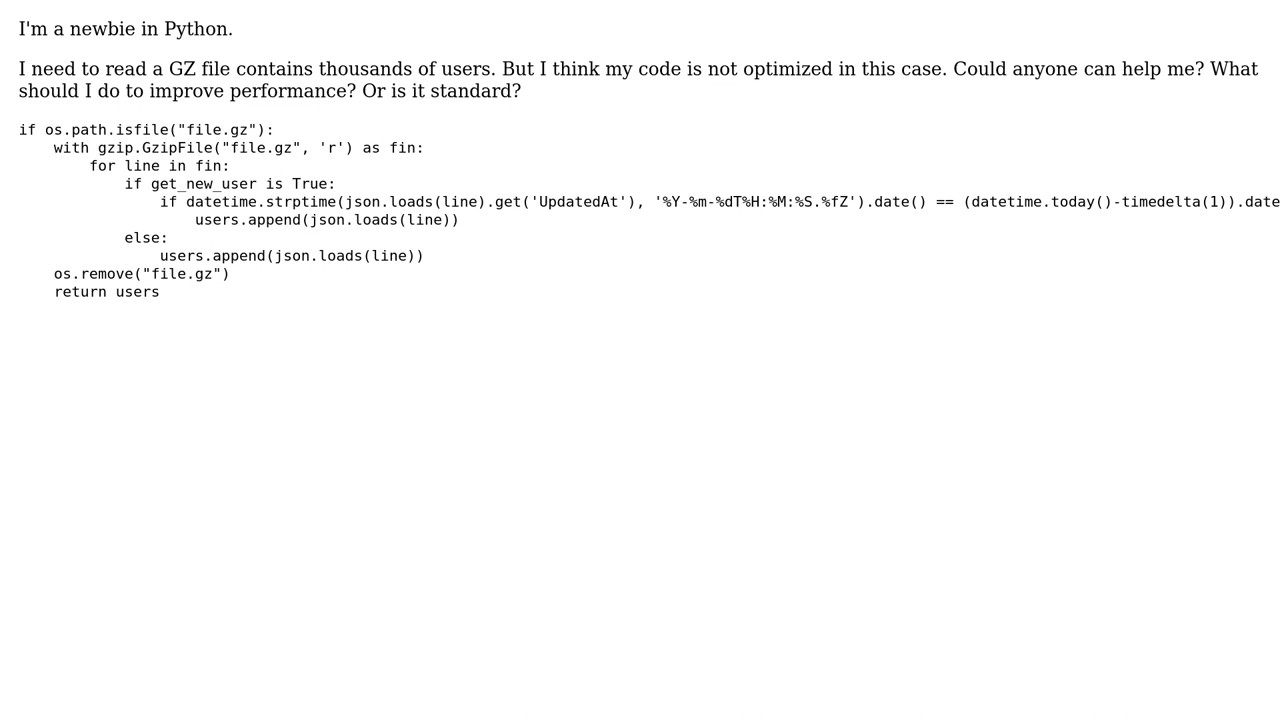 I'm a newbie in Python.
I need to read a GZ file contains thousands of users. But I think my code is not optimized in this case. Could anyone can help me? What
should I do to improve performance? Or is it standard?
if os.path.isfile("file.gz"):
    with gzip.GzipFile("file.gz", 'r') as fin:
        for line in fin:
            if get_new_user is True:
                if datetime.strptime(json.loads(line).get('UpdatedAt'), '%Y-%m-%dT%H:%M:%S.%fZ').date() == (datetime.today()-timedelta(1)).date
                    users.append(json.loads(line))
            else:
                users.append(json.loads(line))
    os.remove("file.gz")
    return users